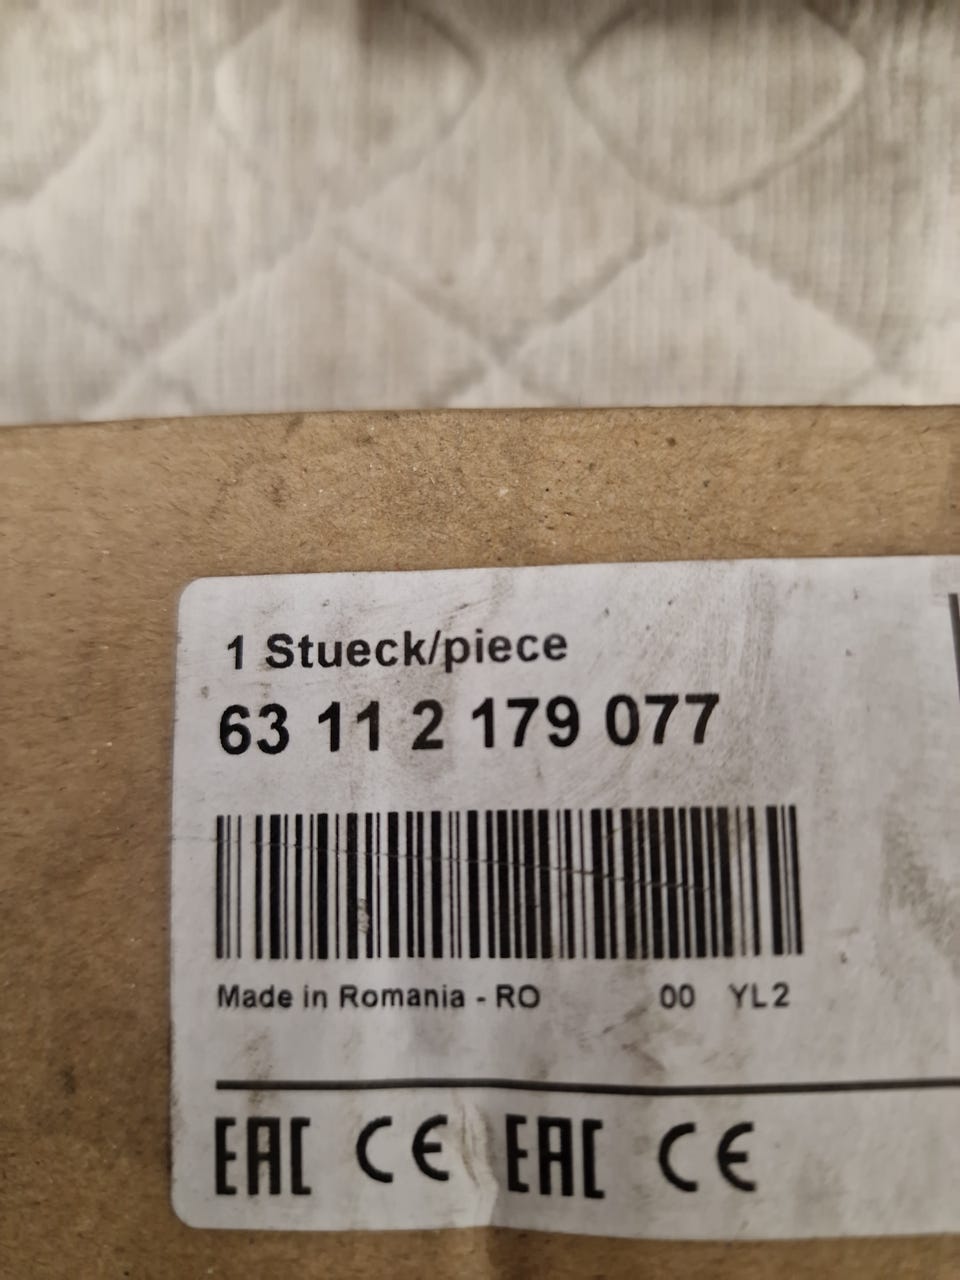 1 Stueck/piece
63 11 2 179 077
Made in Romania - RO 00 YL2
EAC CE EAC CE